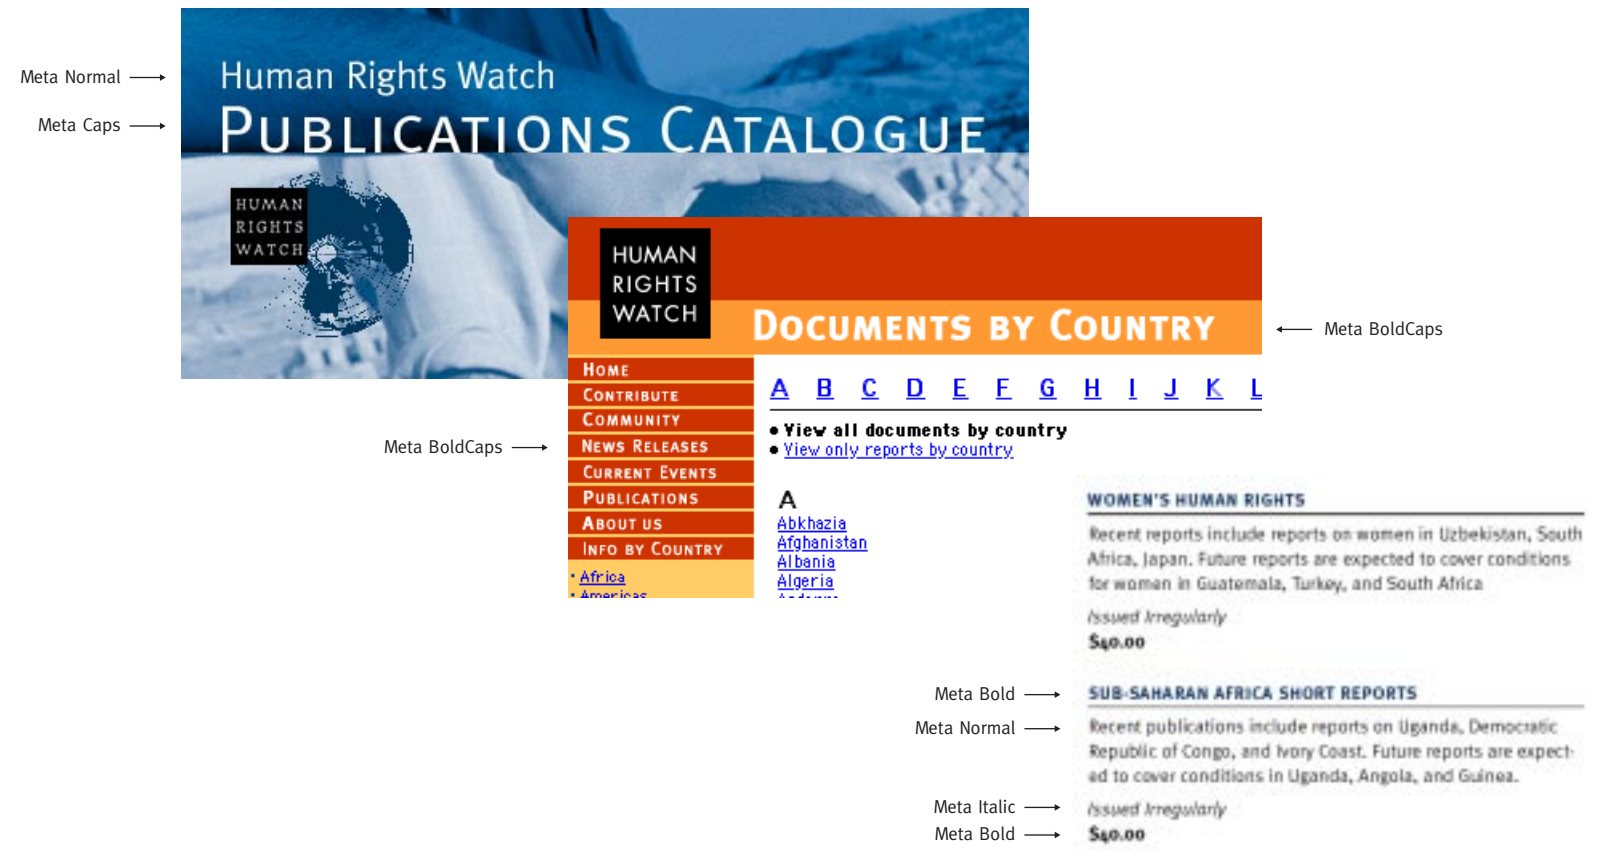 Meta Normal
Human Rights Watch
Meta Caps
PUBLICATIONS CATALOGUE
HUMAN
RIGHTS
WATCH
HUMAN
RIGHTS
WATCH
DOCUMENTS BY COUNTRY
Meta BoldCaps
HOME
CONTRIBUTE
COMMUNITY
Meta BoldCaps
NEWS RELEASES
CURRENT EVENTS
PUBLICATIONS
ABOUT US
INFO BY COUNTRY
• Africa
• Americas
A B C D E F G H I J K L
• View all documents by country
• View only reports by country
A
Abkhazia
Afghanistan
Albania
Algeria
WOMEN'S HUMAN RIGHTS
Recent reports include reports on women in Uzbekistan, South
Africa, Japan. Future reports are expected to cover conditions
for women in Guatemala, Turkey, and South Africa
Issued Irregularly
$40.00
Meta Bold
SUB-SAHARAN AFRICA SHORT REPORTS
Meta Normal
Recent publications include reports on Uganda, Democratic
Republic of Congo, and Ivory Coast. Future reports are expect-
ed to cover conditions in Uganda, Angola, and Guinea.
Meta Italic
Issued Irregularly
Meta Bold
$40.00